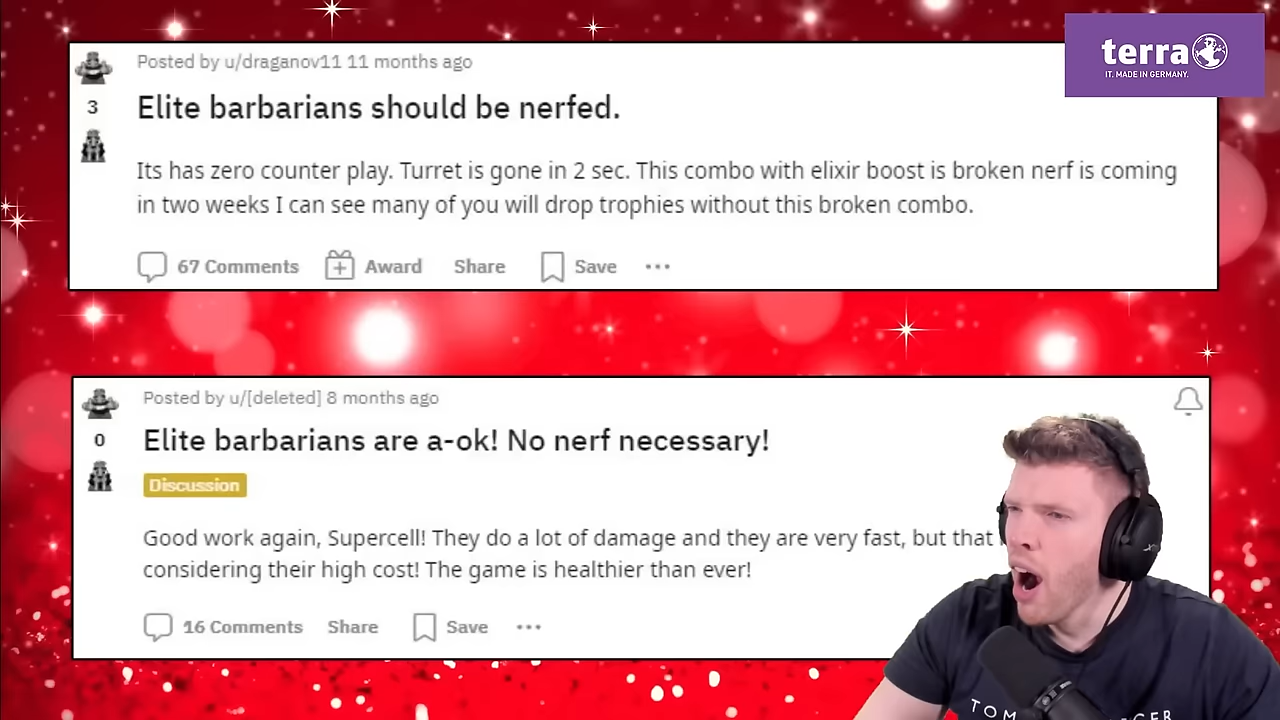 terra
IT. MADE IN GERMANY.
Posted by u/draganov11 11 months ago
3
Elite barbarians should be nerfed.
Its has zero counter play. Turret is gone in 2 sec. This combo with elixir boost is broken nerf is coming
in two weeks I can see many of you will drop trophies without this broken combo.
67 Comments Award Share Save
Posted by u/[deleted] 8 months ago
0
Elite barbarians are a-ok! No nerf necessary!
Discussion
Good work again, Supercell! They do a lot of damage and they are very fast, but that
considering their high cost! The game is healthier than ever!
16 Comments Share Save
TOM